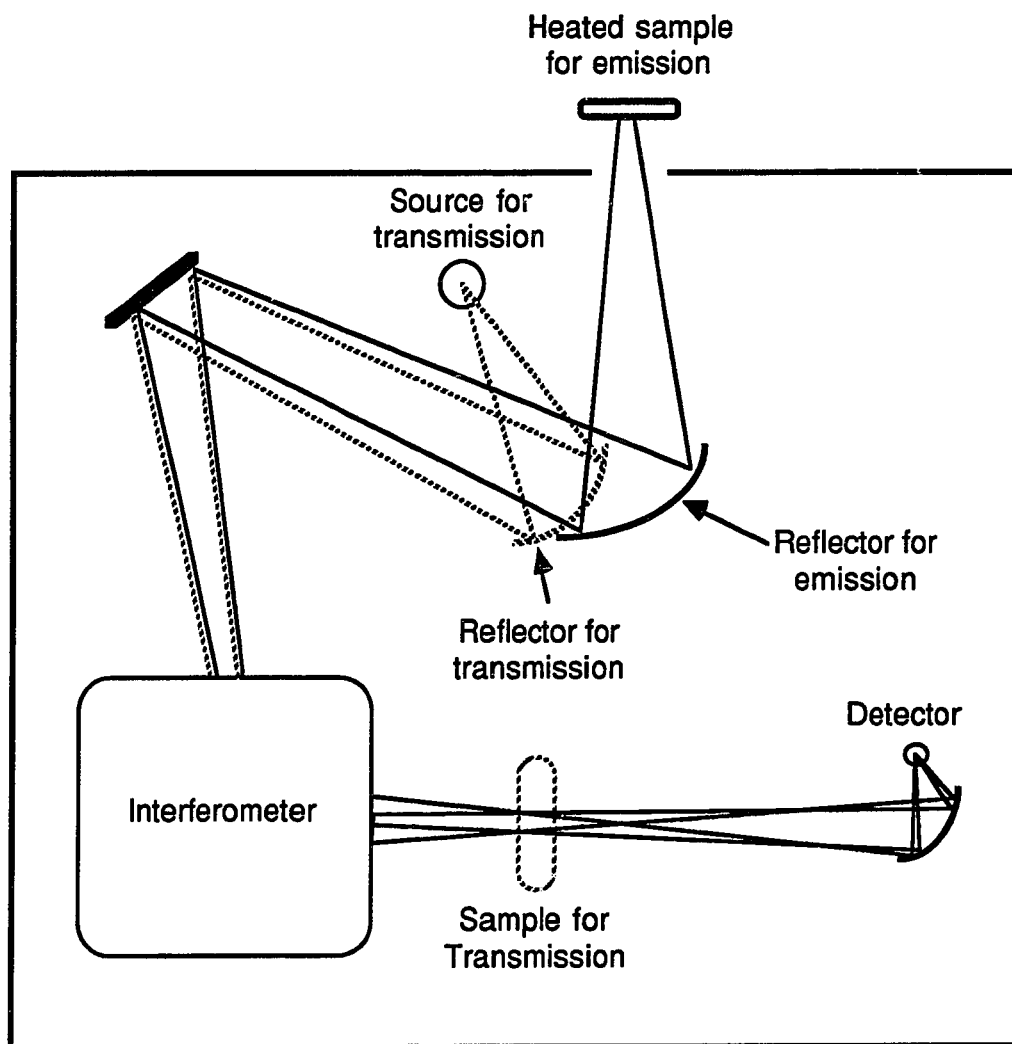 Heated sample
for emission
Source for
transmission
Reflector for
emission
Reflector for
transmission
Detector
Interferometer
Sample for
Transmission